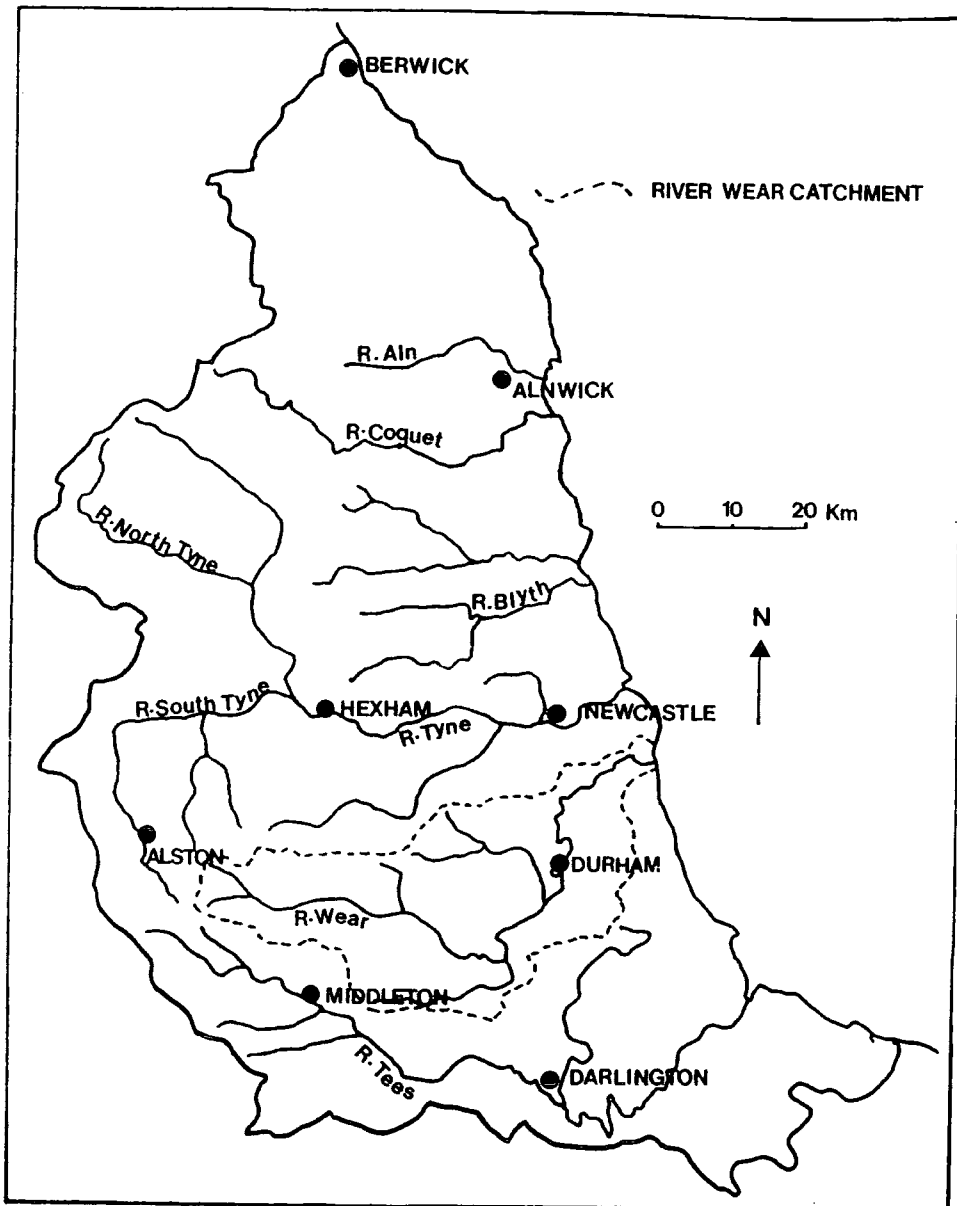 BERWICK
RIVER WEAR CATCHMENT
R. Aln
ALNWICK
R. Coquet
0 10 20 Km
R. North Tyne
R. Blyth
N
R. South Tyne
HEXHAM
R. Tyne
NEWCASTLE
ALSTON
DURHAM
R. Wear
MIDDLETON
R. Tees
DARLINGTON